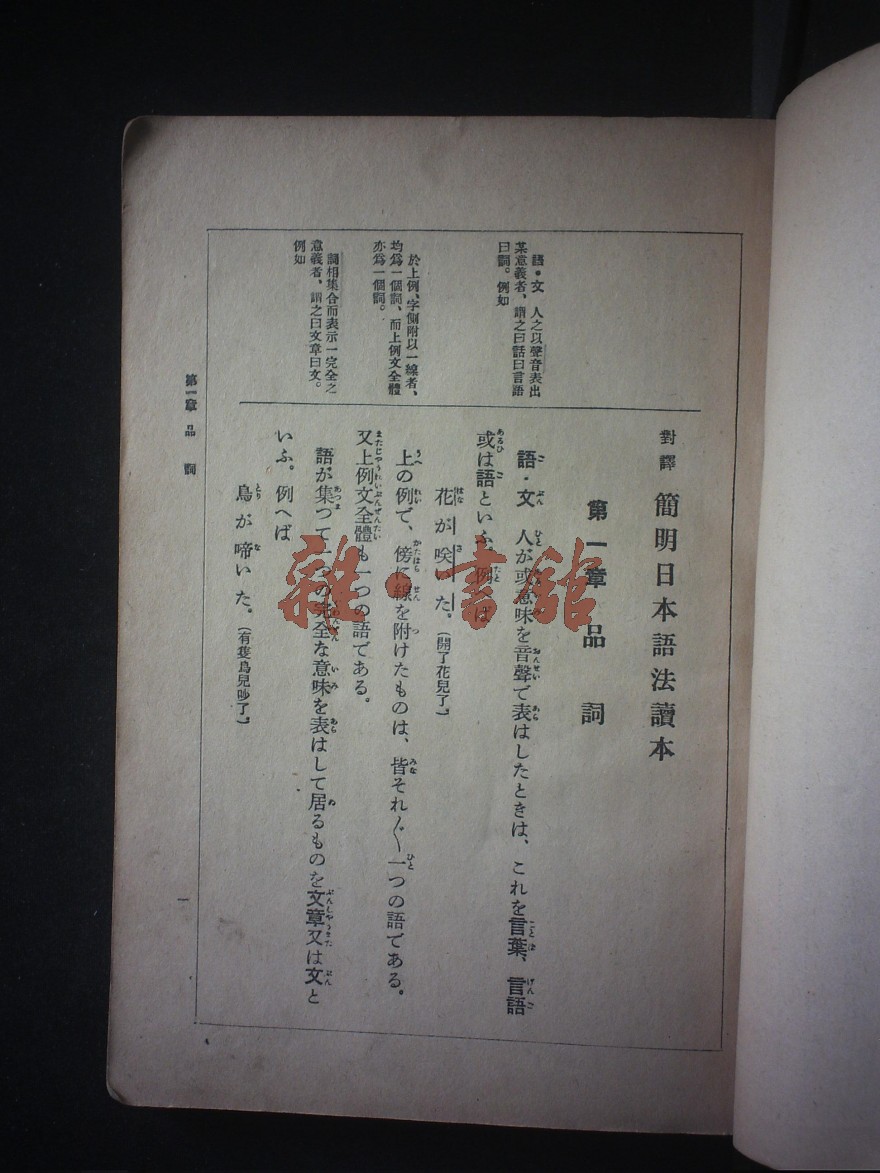 對譯 簡明日本語法讀本
第一章 品詞
語・文 人之以聲音表出
某意義者、謂之曰話曰言語
曰詞。例如
於上例、字側附以一線者、
均爲一個詞、而上例文全體
亦爲一個詞。
詞相集合而表示一完全之
意義者、謂之曰文章曰文。
例如
語・文 人が或意味を音聲で表はしたときは、これを言葉、言語
或は語といふ。例へば
花が咲いた。(開了花兒了。)
上の例で、傍に線を附けたものは、皆それ〴〵一つの語である。
又上例文全體も一つの語である。
語が集つて一つの完全な意味を表はして居るものを文章又は文と
いふ。例へば
鳥が啼いた。(有隻鳥兒吵了。)
第一章 品詞
一
雜・書館